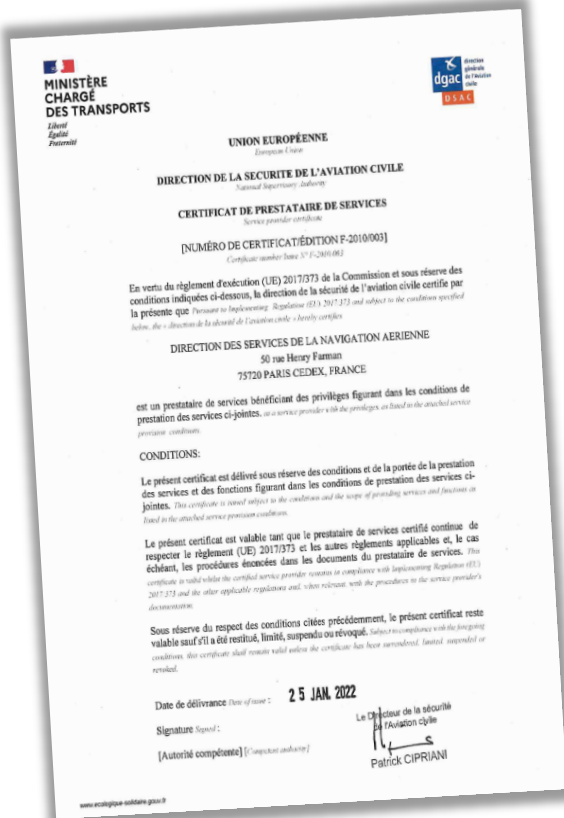 MINISTÈRE
CHARGÉ
DES TRANSPORTS
Liberté
Égalité
Fraternité
dgac
direction
générale
de l'Aviation
civile
DSAC
UNION EUROPÉENNE
European Union
DIRECTION DE LA SECURITE DE L'AVIATION CIVILE
National Supervisory Authority
CERTIFICAT DE PRESTATAIRE DE SERVICES
Service provider certificate
[NUMÉRO DE CERTIFICAT/ÉDITION F-2010/003]
Certificate number Issue N° F-2010/003
En vertu du règlement d'exécution (UE) 2017/373 de la Commission et sous réserve des
conditions indiquées ci-dessous, la direction de la sécurité de l'aviation civile certifie par
la présente que Pursuant to Implementing Regulation (EU) 2017/373 and subject to the conditions specified
below, the « direction de la sécurité de l'aviation civile » hereby certifies
DIRECTION DES SERVICES DE LA NAVIGATION AERIENNE
50 rue Henry Farman
75720 PARIS CEDEX, FRANCE
est un prestataire de services bénéficiant des privilèges figurant dans les conditions de
prestation des services ci-jointes. as a service provider with the privileges, as listed in the attached service
provision conditions.
CONDITIONS:
Le présent certificat est délivré sous réserve des conditions et de la portée de la prestation
des services et des fonctions figurant dans les conditions de prestation des services ci-
jointes. This certificate is issued subject to the conditions and the scope of providing services and functions as
listed in the attached service provision conditions.
Le présent certificat est valable tant que le prestataire de services certifié continue de
respecter le règlement (UE) 2017/373 et les autres règlements applicables et, le cas
échéant, les procédures énoncées dans les documents du prestataire de services. This
certificate is valid whilst the certified service provider remains in compliance with Implementing Regulation (EU)
2017/373 and the other applicable regulations and, when relevant, with the procedures in the service provider's
documentation.
Sous réserve du respect des conditions citées précédemment, le présent certificat reste
valable sauf s'il a été restitué, limité, suspendu ou révoqué. Subject to compliance with the foregoing
conditions, this certificate shall remain valid unless the certificate has been surrendered, limited, suspended or
revoked.
Date de délivrance Date of issue : 25 JAN. 2022
Signature Signed :
Le Directeur de la sécurité
de l'Aviation civile
[Autorité compétente] [Competent authority]
Patrick CIPRIANI
www.ecologique-solidaire.gouv.fr